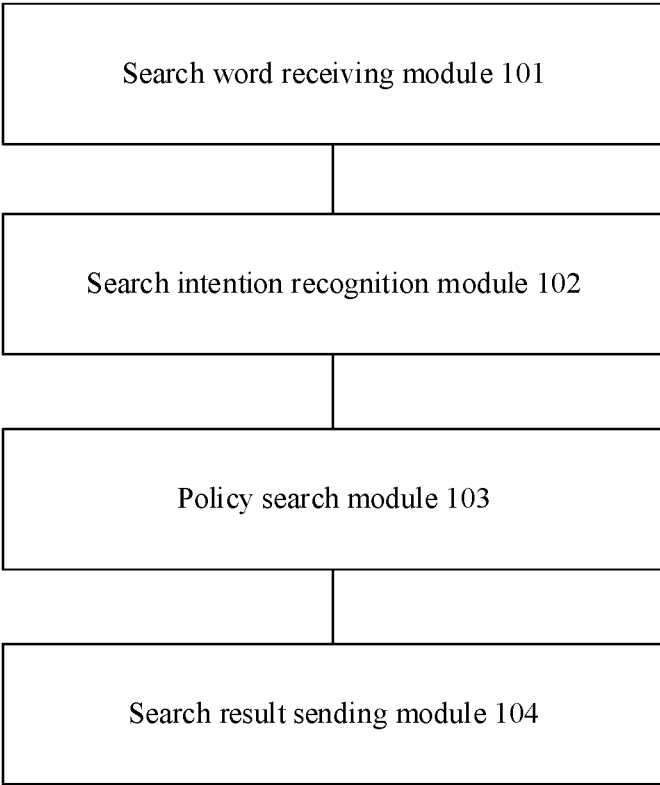 Search word receiving module 101
Search intention recognition module 102
Policy search module 103
Search result sending module 104